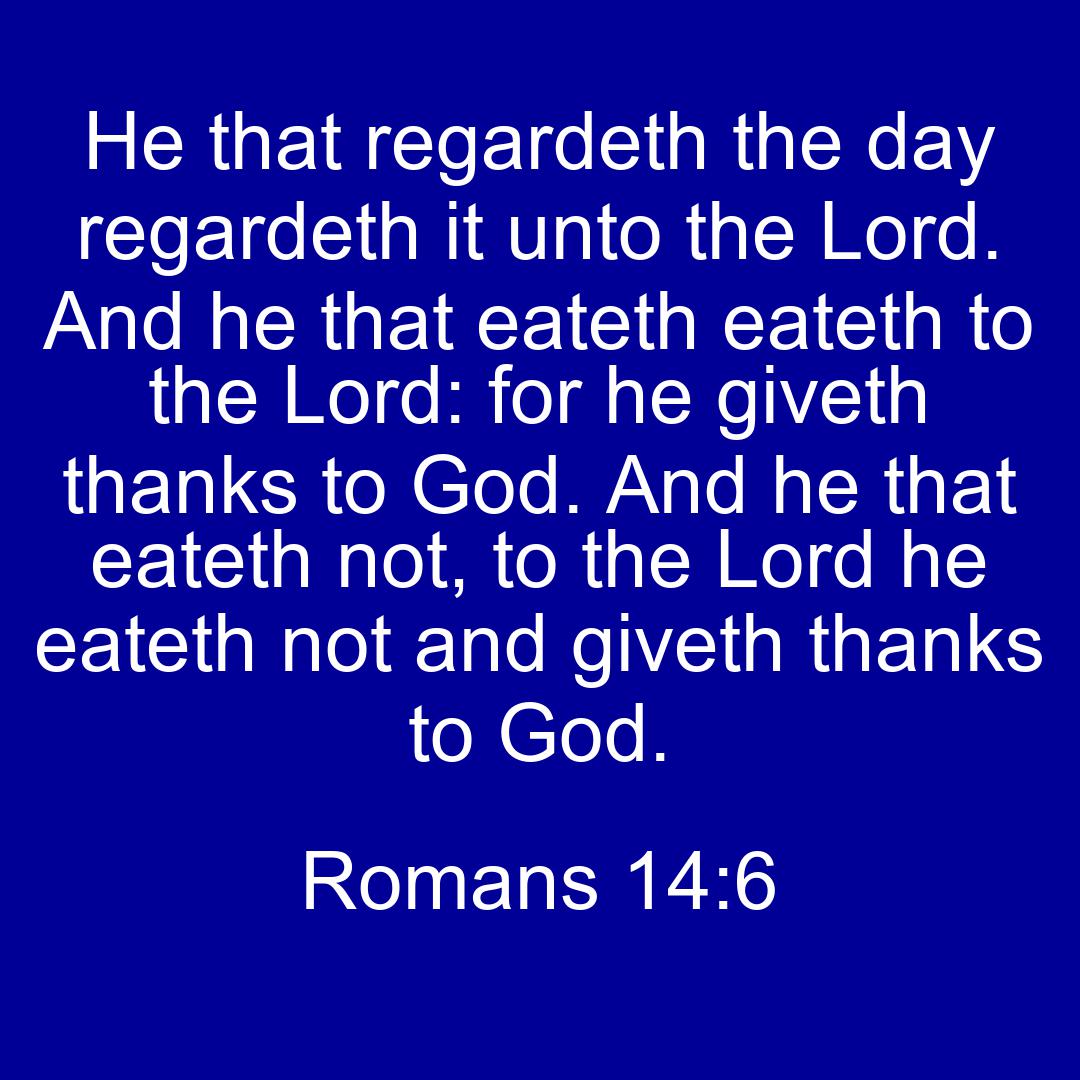 He that regardeth the day
regardeth it unto the Lord.
And he that eateth eateth to
the Lord: for he giveth
thanks to God. And he that
eateth not, to the Lord he
eateth not and giveth thanks
to God.
Romans 14:6